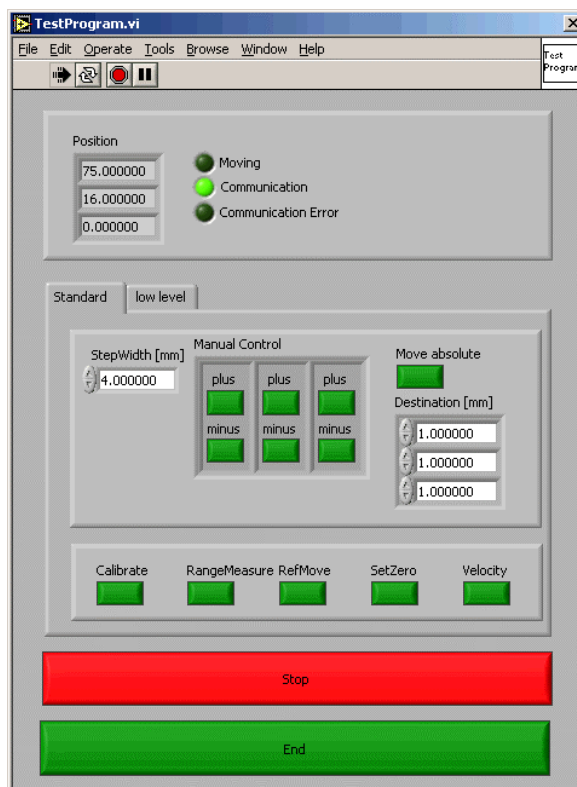 TestProgram.vi
File Edit Operate Tools Browse Window Help
Test
Program
Position
75.000000
16.000000
0.000000
Moving
Communication
Communication Error
Standard low level
StepWidth [mm]
4.000000
Manual Control
plus plus plus
minus minus minus
Move absolute
Destination [mm]
1.000000
1.000000
1.000000
Calibrate RangeMeasure RefMove SetZero Velocity
Stop
End